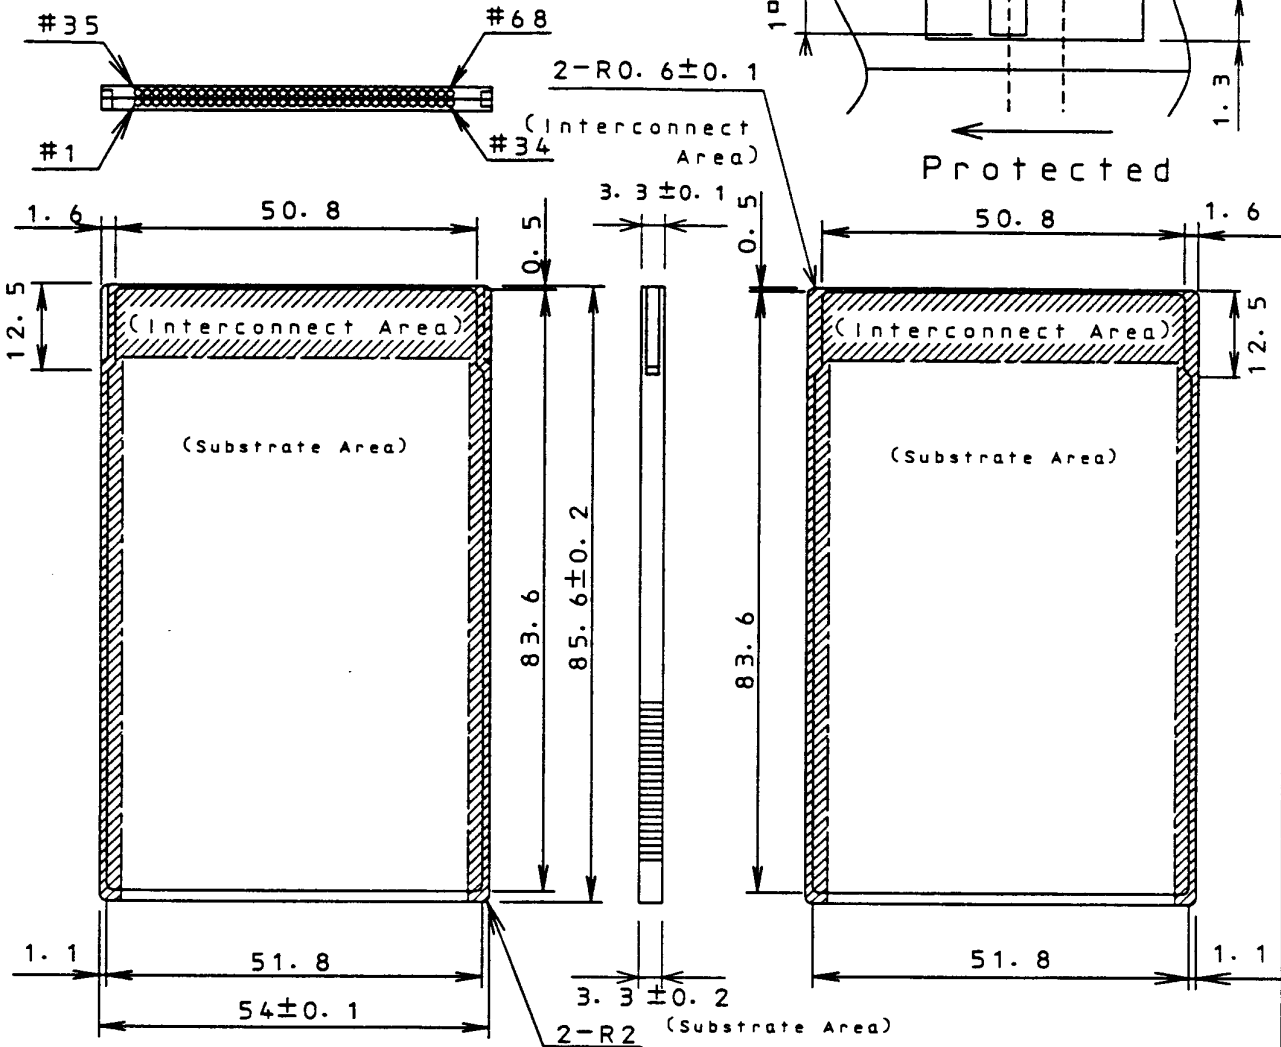 #35
#68
#1
#34
2-R0.6±0.1
(Interconnect
Area)
1.3
Protected
1.6
50.8
0.5
3.3±0.1
0.5
50.8
1.6
12.5
(Interconnect Area)
(Interconnect Area)
12.5
(Substrate Area)
(Substrate Area)
83.6
85.6±0.2
83.6
1.1
51.8
54±0.1
3.3±0.2
(Substrate Area)
2-R2
51.8
1.1